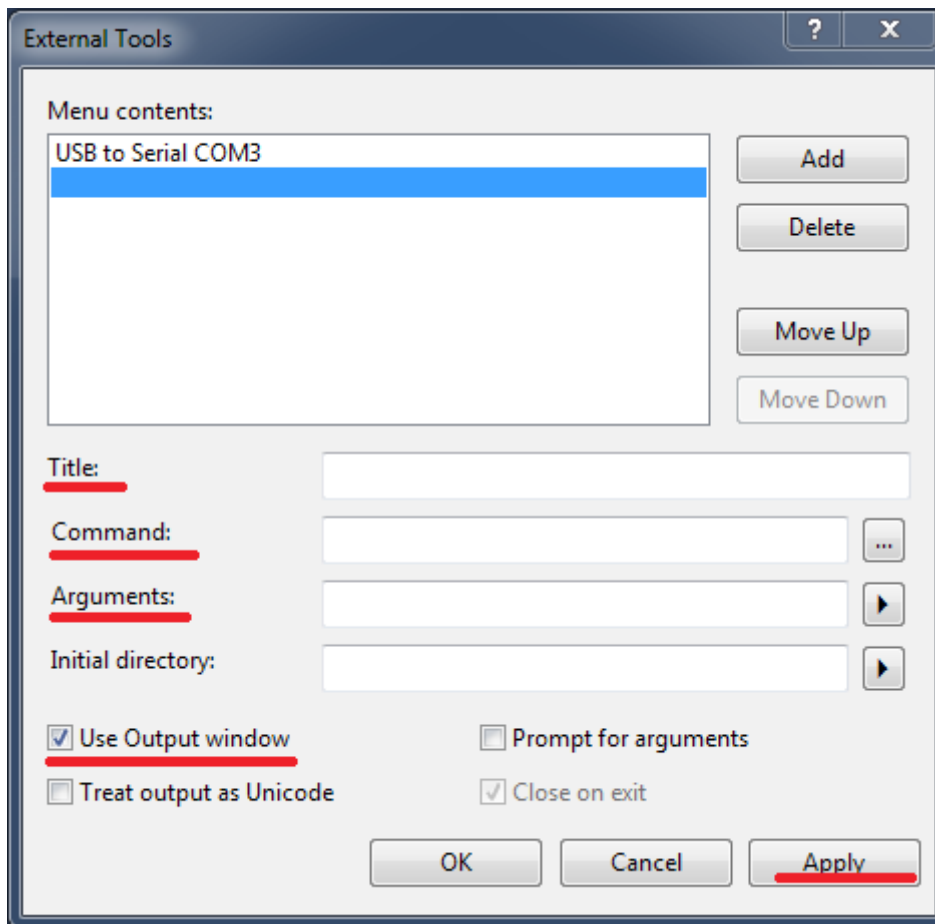 External Tools
? x
Menu contents:
USB to Serial COM3
Add
Delete
Move Up
Move Down
Title:
Command:
...
Arguments:
Initial directory:
Use Output window
Prompt for arguments
Treat output as Unicode
Close on exit
OK
Cancel
Apply